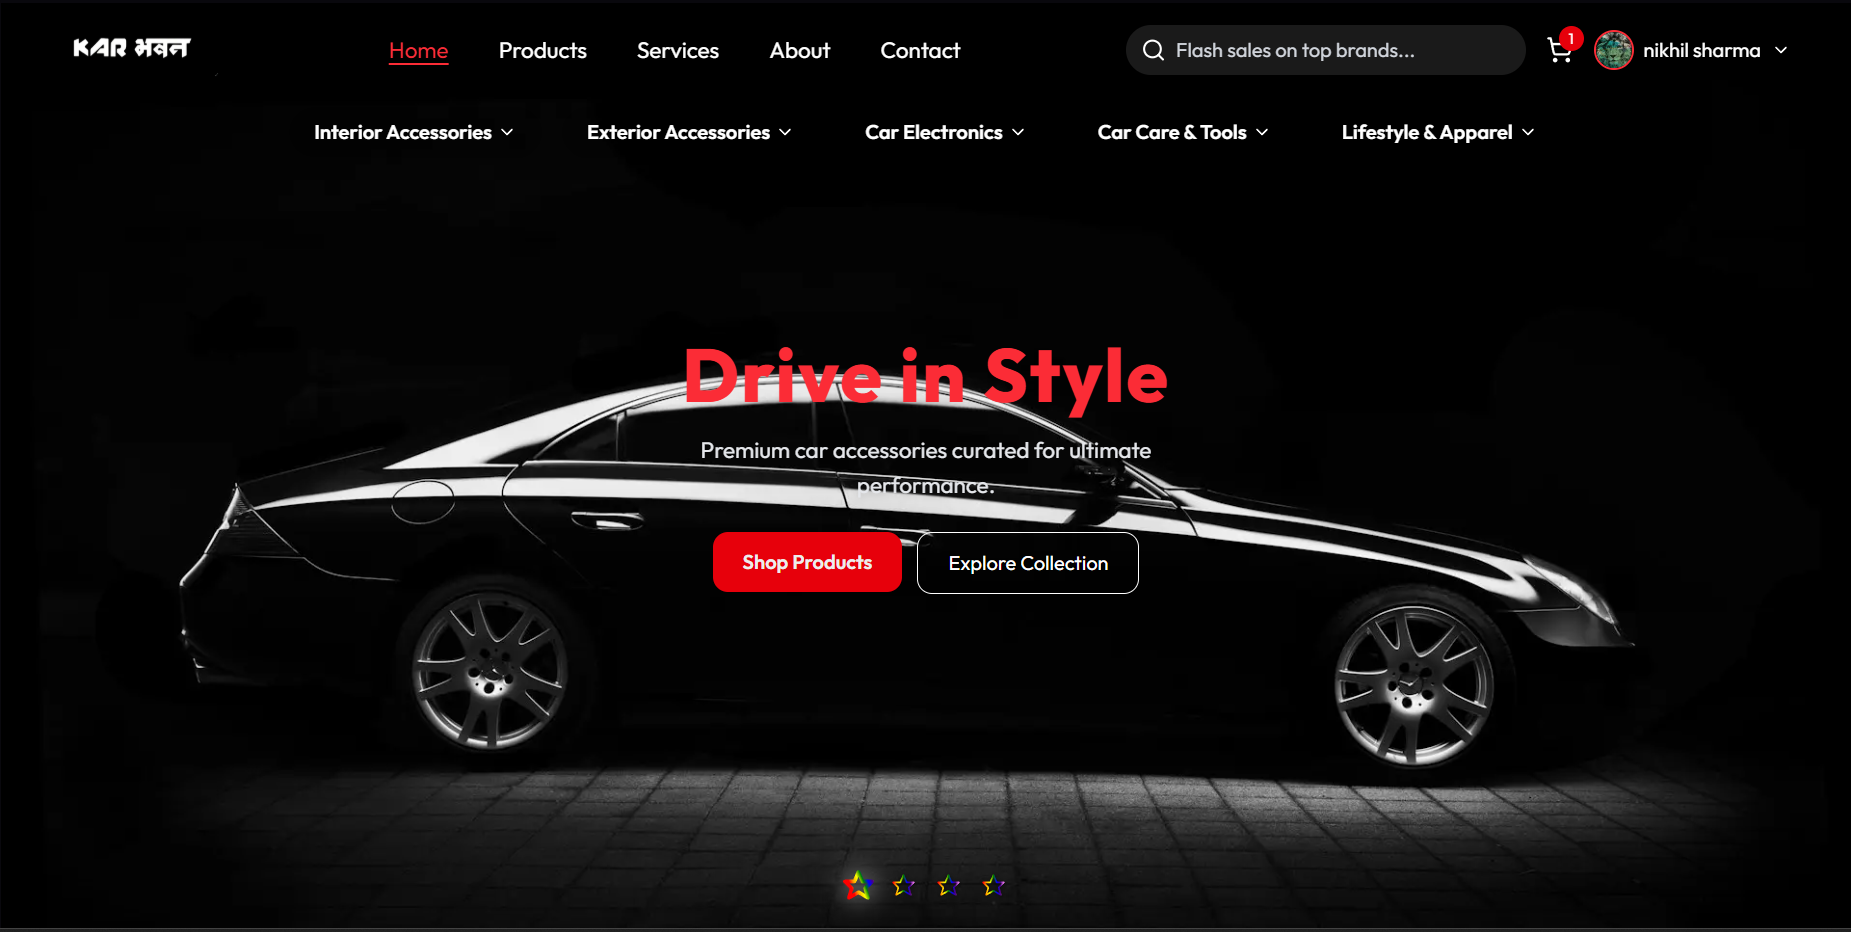 KAR भवन
Home Products Services About Contact
Flash sales on top brands...
1
nikhil sharma
Interior Accessories Exterior Accessories Car Electronics Car Care & Tools Lifestyle & Apparel
Drive in Style
Premium car accessories curated for ultimate
performance.
Shop Products Explore Collection